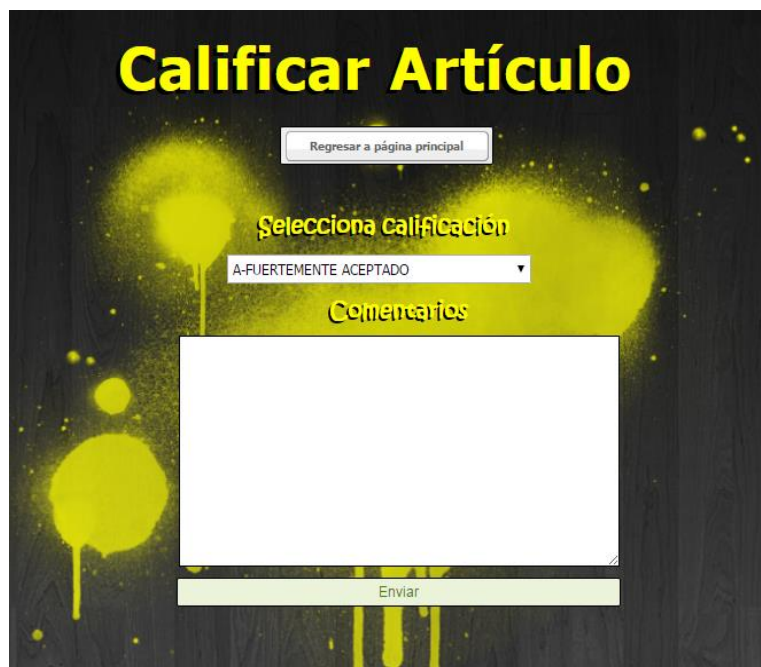 Calificar Artículo
Regresar a página principal
Selecciona calificación
A-FUERTEMENTE ACEPTADO
Comentarios
Enviar